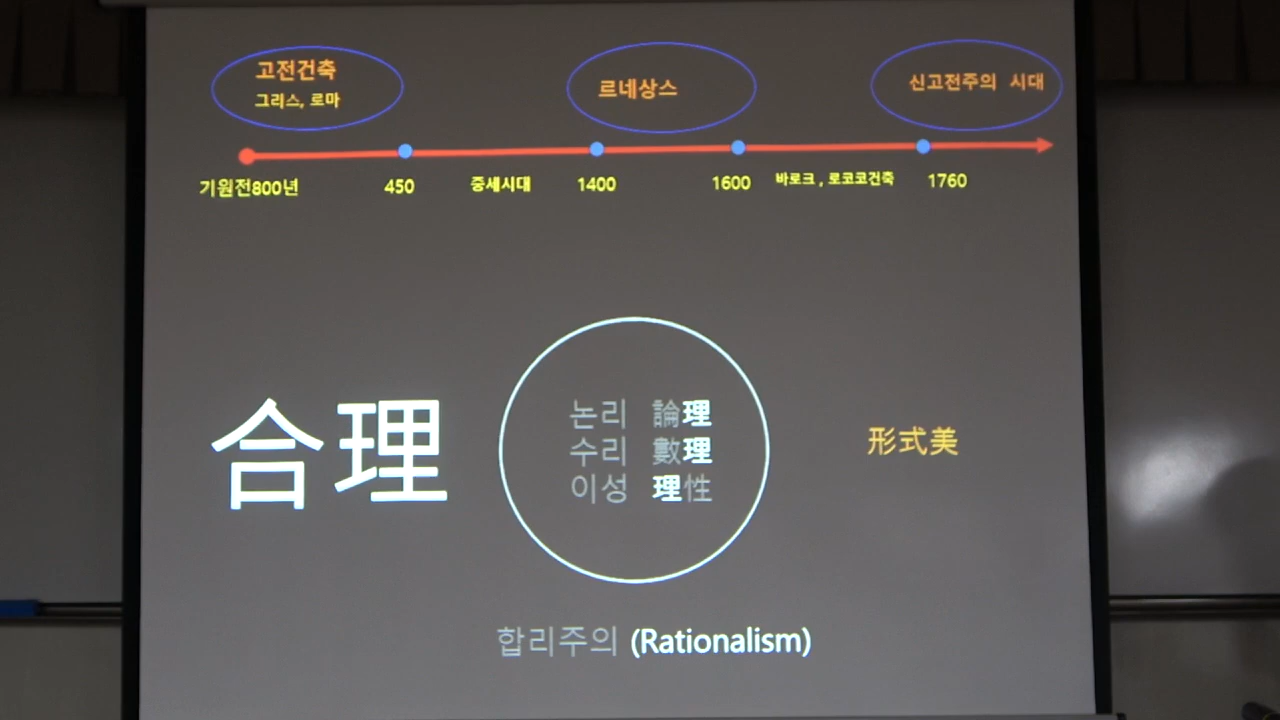 고전건축
그리스, 로마
르네상스
신고전주의 시대
기원전800년
450
중세시대
1400
1600
바로크 , 로코코건축
1760
合理
논리 論理
수리 數理
이성 理性
形式美
합리주의 (Rationalism)